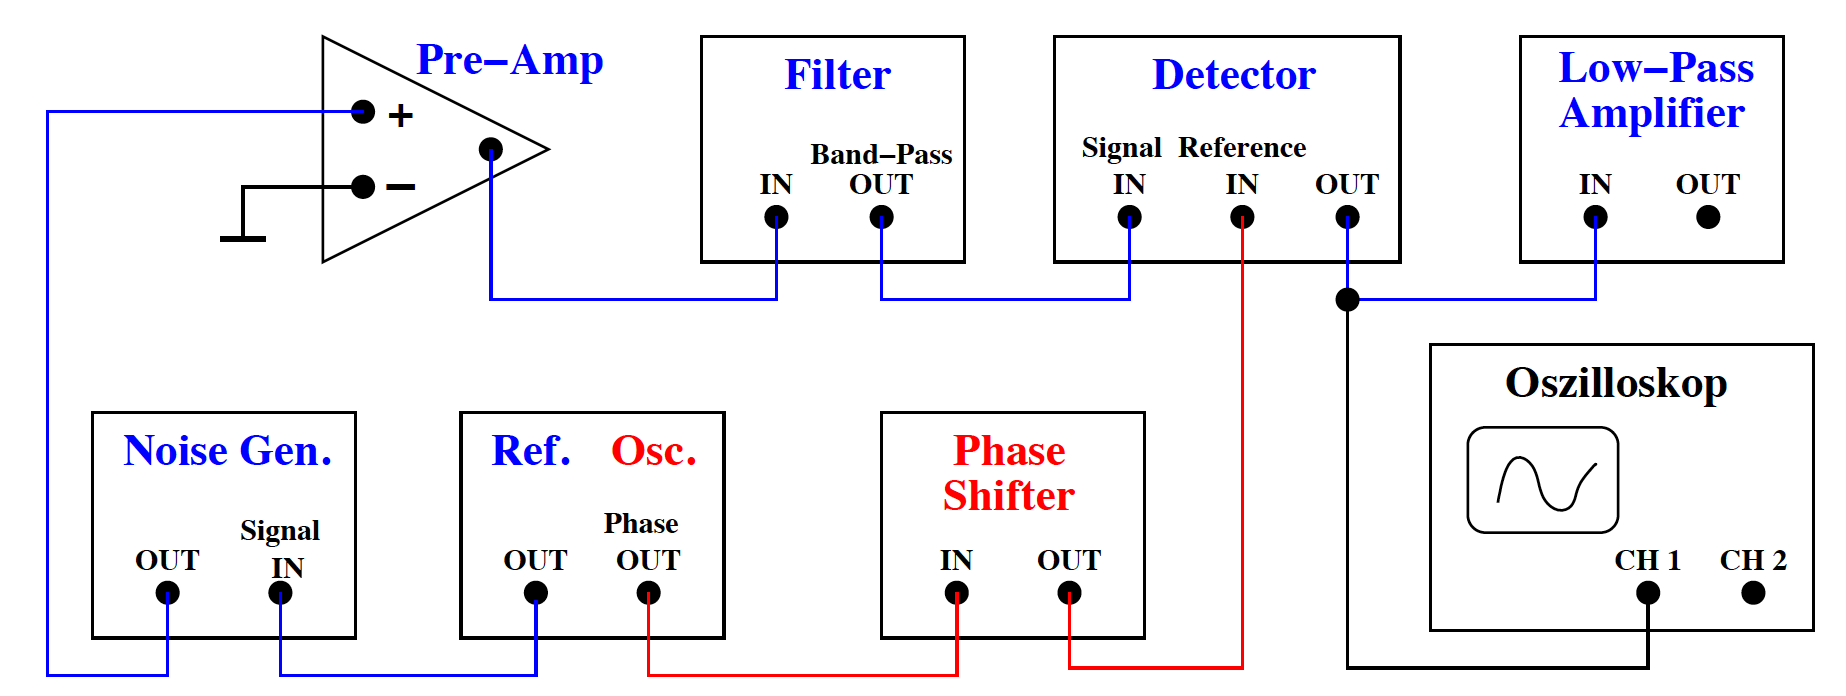 Pre–Amp
+
–
Filter
Band–Pass
IN OUT
Detector
Signal Reference
IN IN OUT
Low–Pass
Amplifier
IN OUT
Noise Gen.
Signal
OUT IN
Ref. Osc.
Phase
OUT OUT
Phase
Shifter
IN OUT
Oszilloskop
CH 1 CH 2